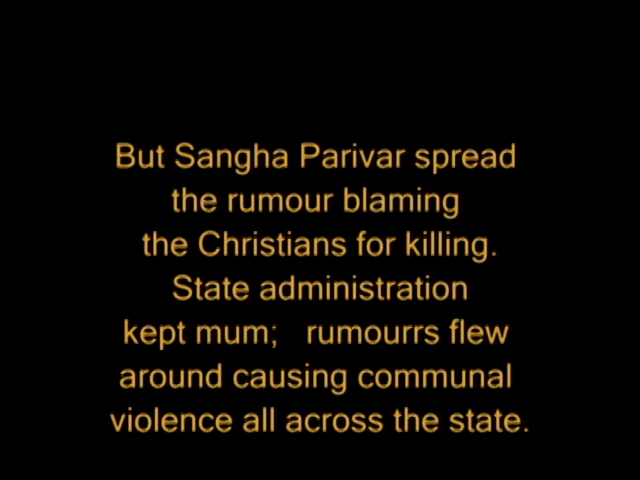 But Sangha Parivar spread
the rumour blaming
the Christians for killing.
State administration
kept mum;   rumourrs flew
around causing communal
violence all across the state.